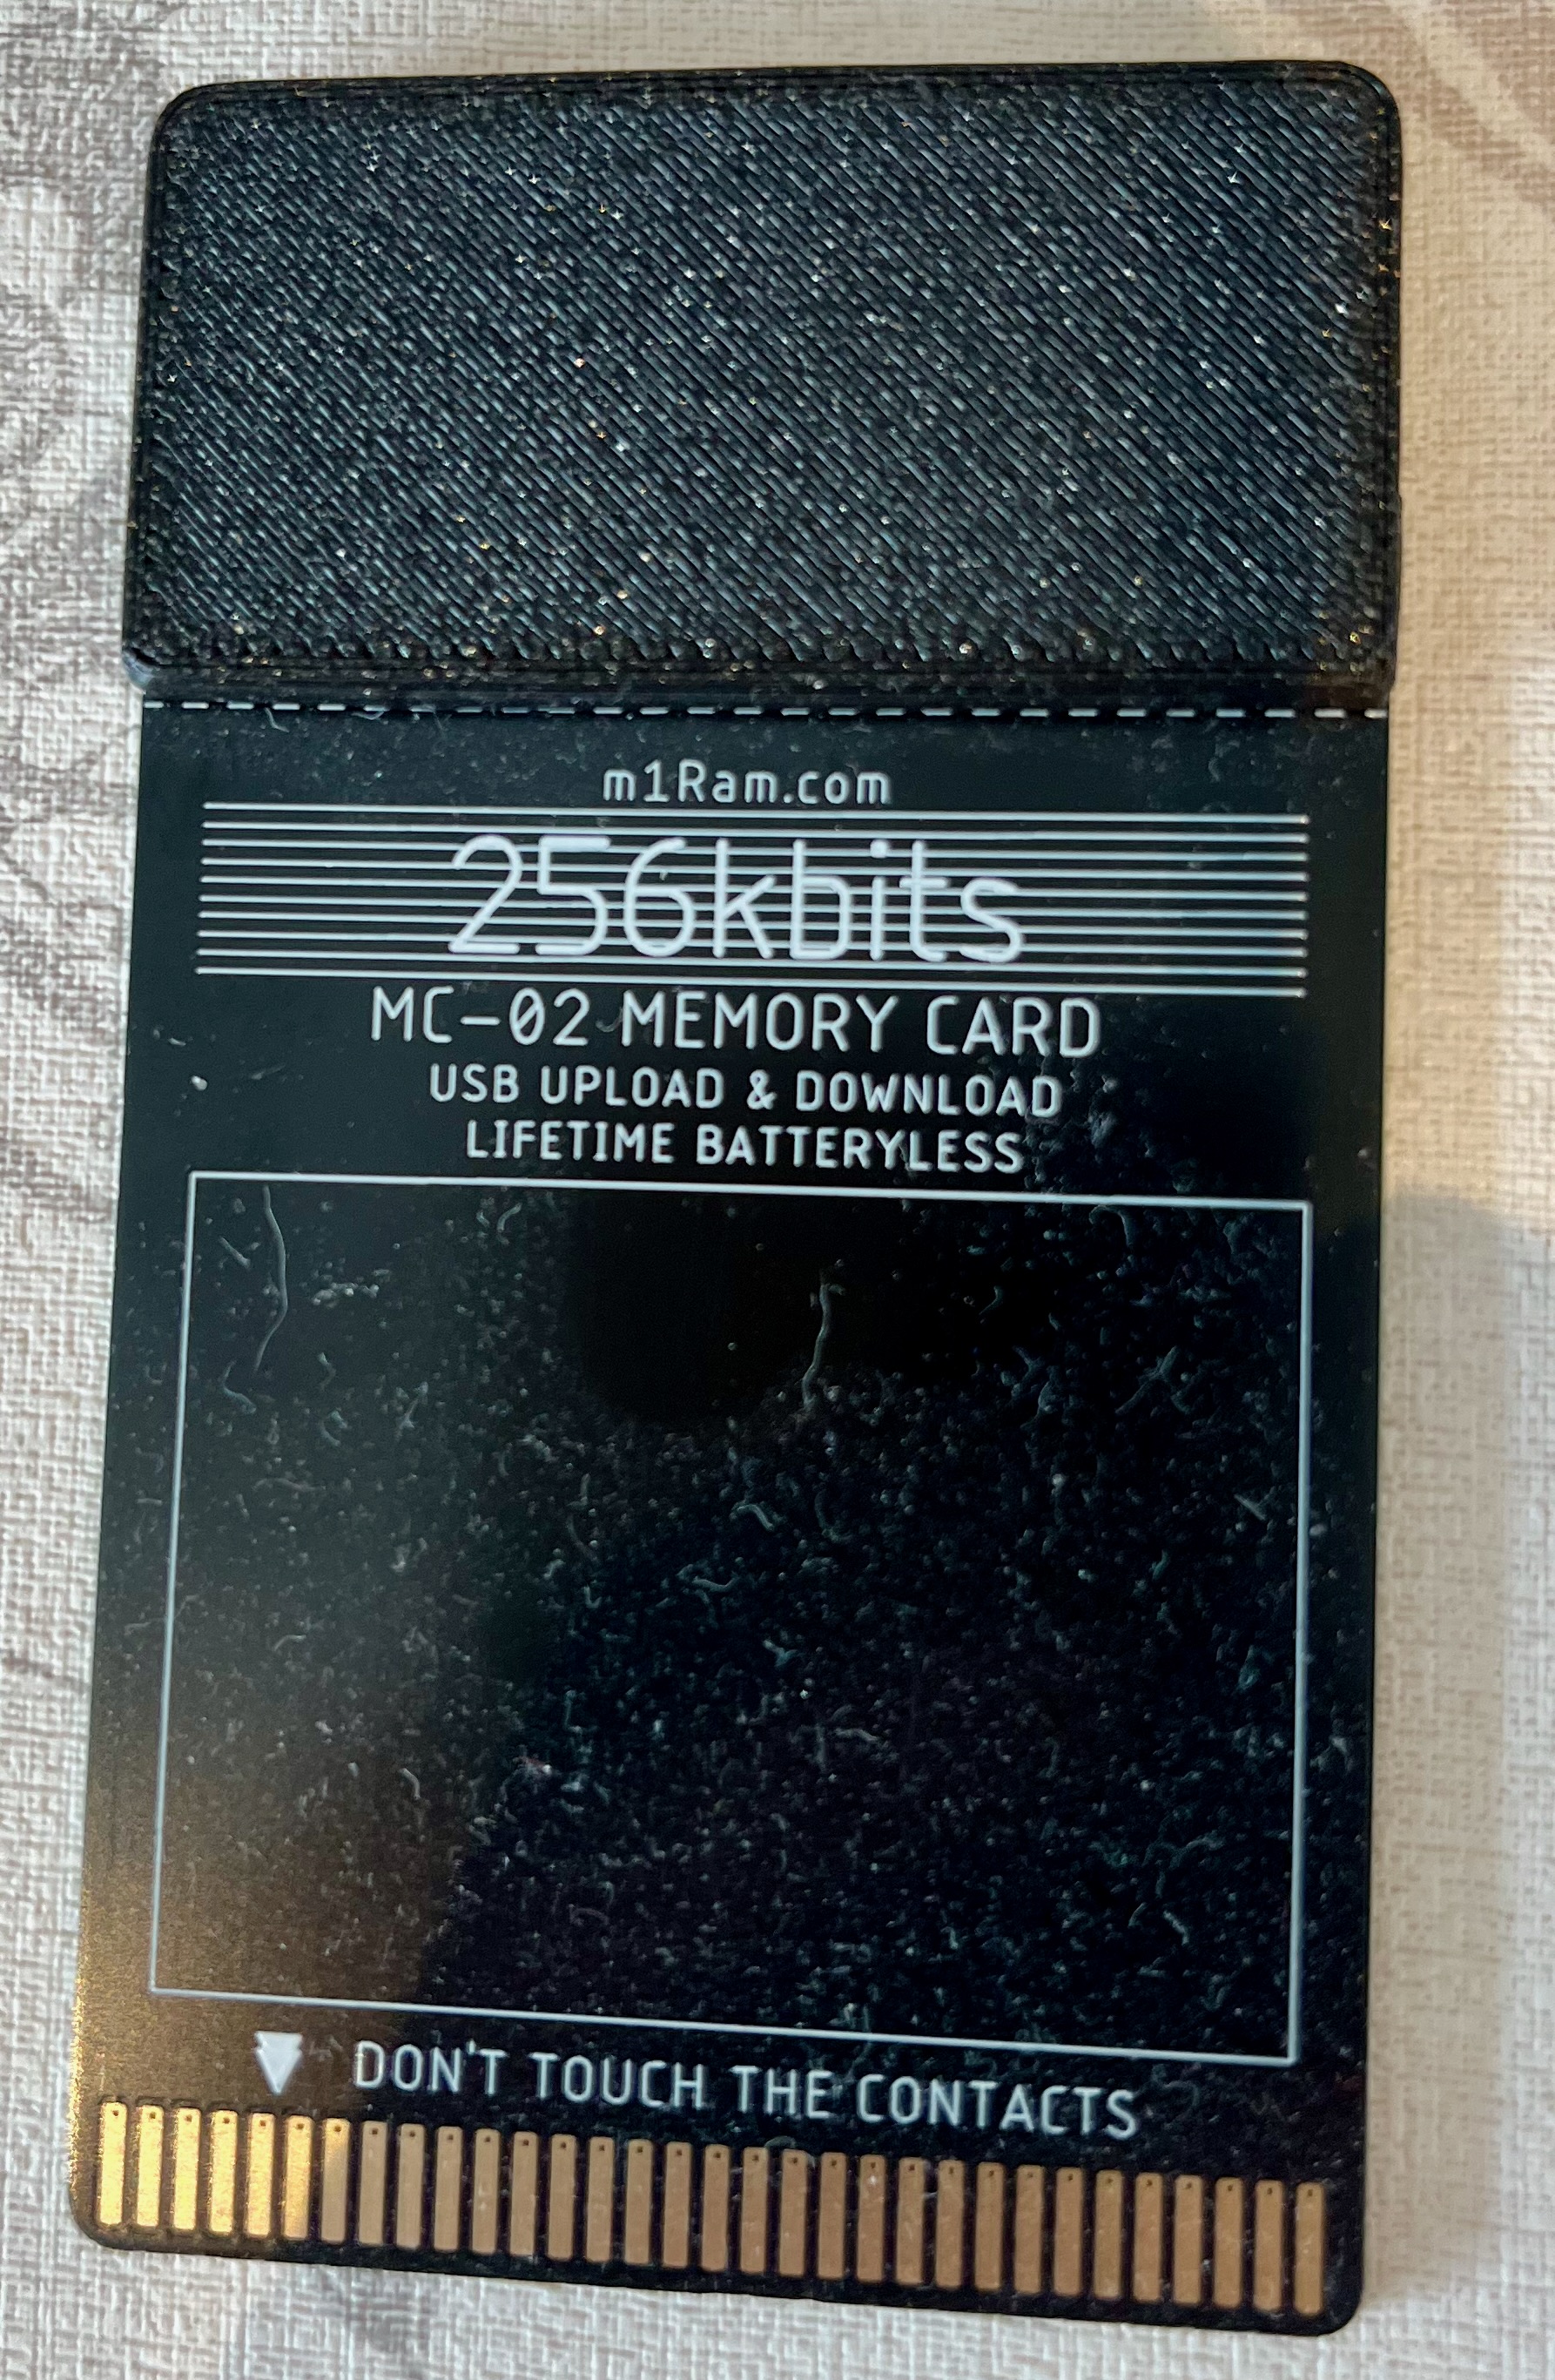 m1Ram.com
256kbits
MC-02 MEMORY CARD
USB UPLOAD & DOWNLOAD
LIFETIME BATTERYLESS
DON'T TOUCH THE CONTACTS